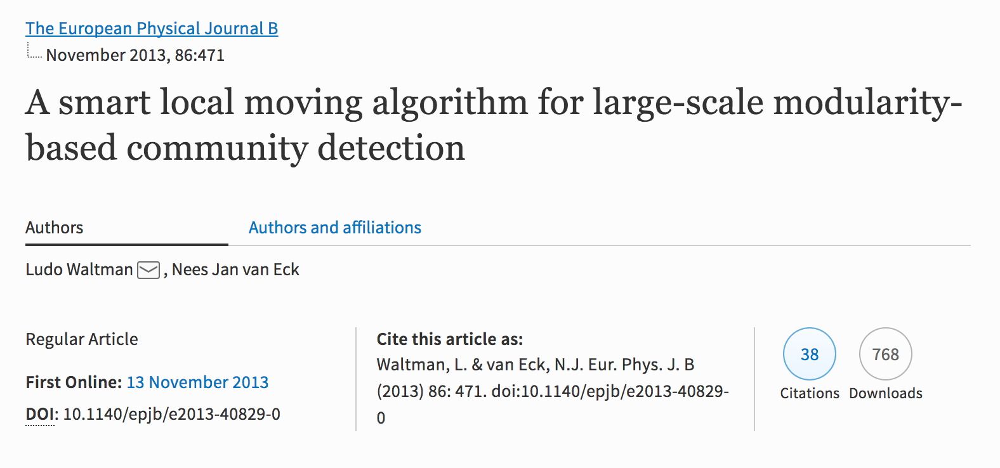 The European Physical Journal B
November 2013, 86:471
A smart local moving algorithm for large-scale modularity-
based community detection
Authors
Authors and affiliations
Ludo Waltman , Nees Jan van Eck
Regular Article
First Online: 13 November 2013
DOI: 10.1140/epjb/e2013-40829-0
Cite this article as:
Waltman, L. & van Eck, N.J. Eur. Phys. J. B
(2013) 86: 471. doi:10.1140/epjb/e2013-40829-
0
38
Citations
768
Downloads